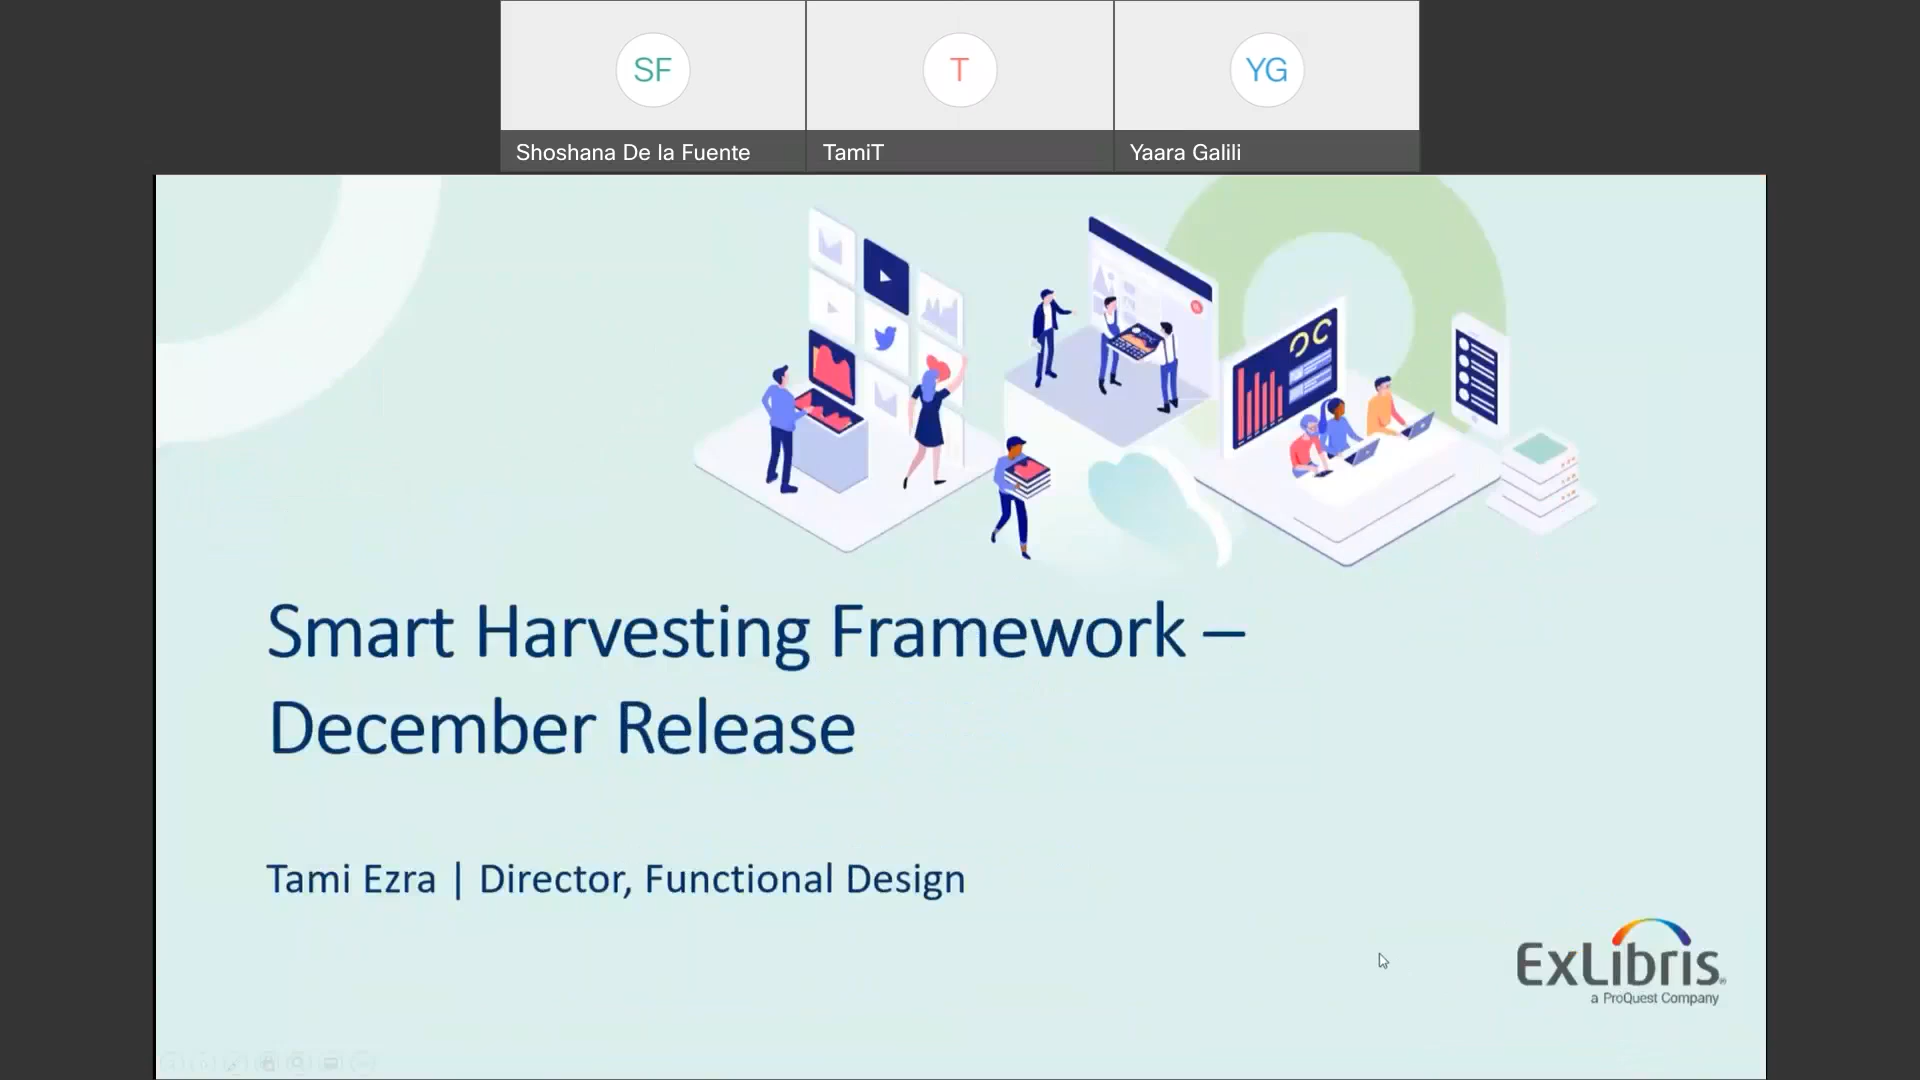 SF
T
YG
Shoshana De la Fuente
TamiT
Yaara Galili
Smart Harvesting Framework –
December Release
Tami Ezra | Director, Functional Design
ExLibris®
a ProQuest Company